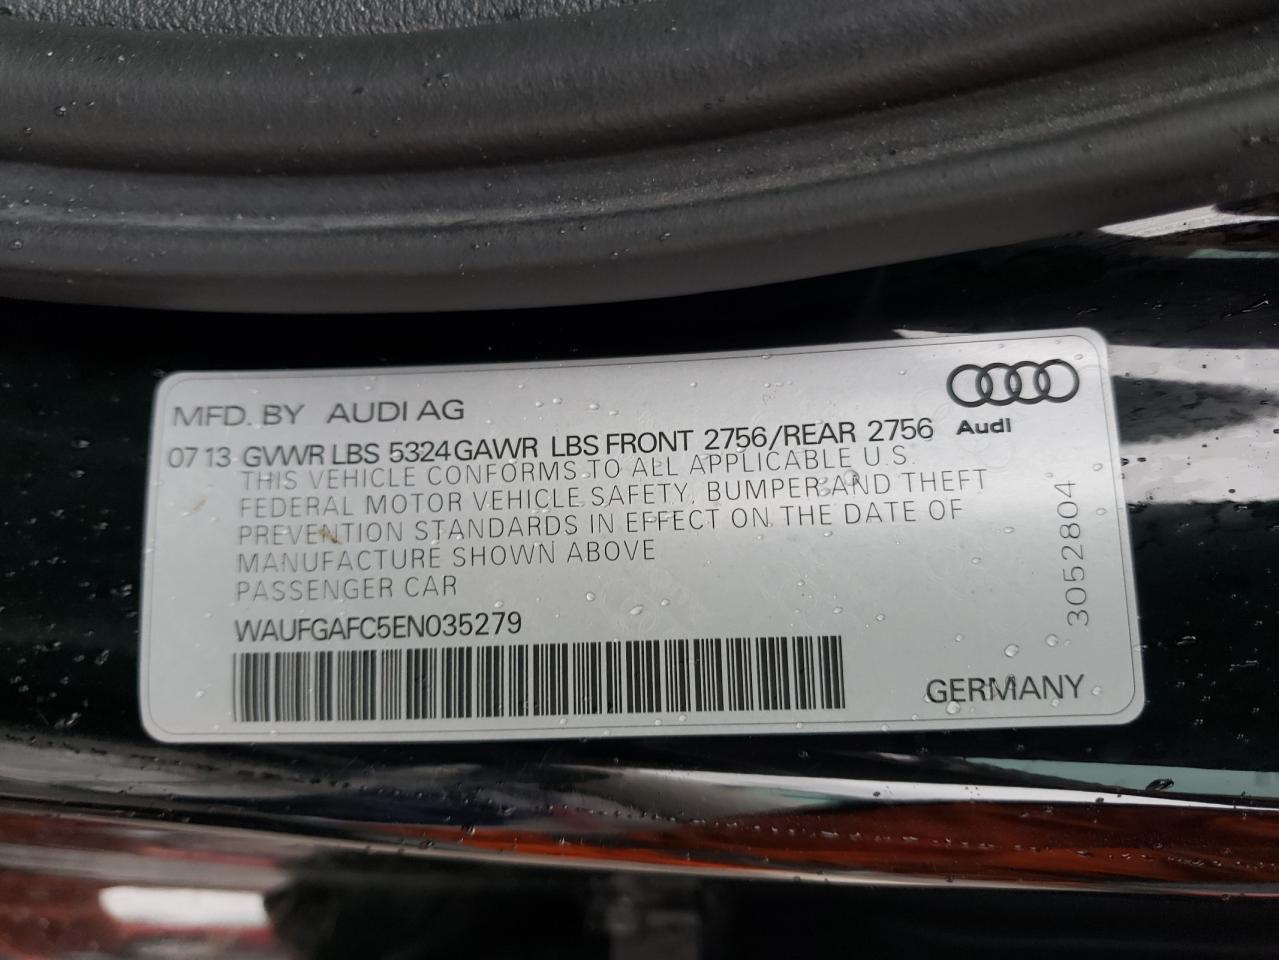 MFD. BY AUDI AG
Audi
07 13 GVWR LBS 5324 GAWR LBS FRONT 2756/REAR 2756
THIS VEHICLE CONFORMS TO ALL APPLICABLE U.S.
FEDERAL MOTOR VEHICLE SAFETY, BUMPER AND THEFT
PREVENTION STANDARDS IN EFFECT ON THE DATE OF
MANUFACTURE SHOWN ABOVE
PASSENGER CAR
WAUFGAFC5EN035279
GERMANY
3052804